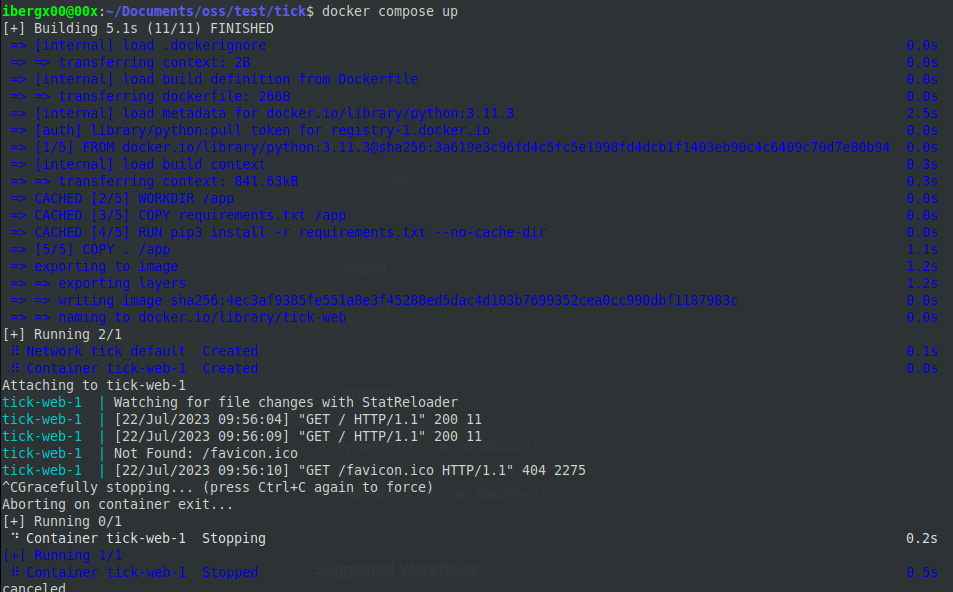 ibergx00@00x:~/Documents/oss/test/tick$ docker compose up
[+] Building 5.1s (11/11) FINISHED
=> [internal] load .dockerignore 0.0s
=> => transferring context: 2B 0.0s
=> [internal] load build definition from Dockerfile 0.0s
=> => transferring dockerfile: 266B 0.0s
=> [internal] load metadata for docker.io/library/python:3.11.3 2.5s
=> [auth] library/python:pull token for registry-1.docker.io 0.0s
=> [1/5] FROM docker.io/library/python:3.11.3@sha256:3a619e3c96fd4c5fc5e1998fd4dcb1f1403eb90c4c6409c70d7e80b94 0.0s
=> [internal] load build context 0.3s
=> => transferring context: 841.63kB 0.3s
=> CACHED [2/5] WORKDIR /app 0.0s
=> CACHED [3/5] COPY requirements.txt /app 0.0s
=> CACHED [4/5] RUN pip3 install -r requirements.txt --no-cache-dir 0.0s
=> [5/5] COPY . /app 1.1s
=> exporting to image 1.2s
=> => exporting layers 1.2s
=> => writing image sha256:4ec3af9385fe551a8e3f45288ed5dac4d103b7699352cea0cc990dbf1187983c 0.0s
=> => naming to docker.io/library/tick-web 0.0s
[+] Running 2/1
⠿ Network tick_default Created 0.1s
⠿ Container tick-web-1 Created 0.0s
Attaching to tick-web-1
tick-web-1 | Watching for file changes with StatReloader
tick-web-1 | [22/Jul/2023 09:56:04] "GET / HTTP/1.1" 200 11
tick-web-1 | [22/Jul/2023 09:56:09] "GET / HTTP/1.1" 200 11
tick-web-1 | Not Found: /favicon.ico
tick-web-1 | [22/Jul/2023 09:56:10] "GET /favicon.ico HTTP/1.1" 404 2275
^CGracefully stopping... (press Ctrl+C again to force)
Aborting on container exit...
[+] Running 0/1
⠙ Container tick-web-1 Stopping 0.2s
[+] Running 1/1
⠿ Container tick-web-1 Stopped 0.5s
Suggested Workflows
canceled